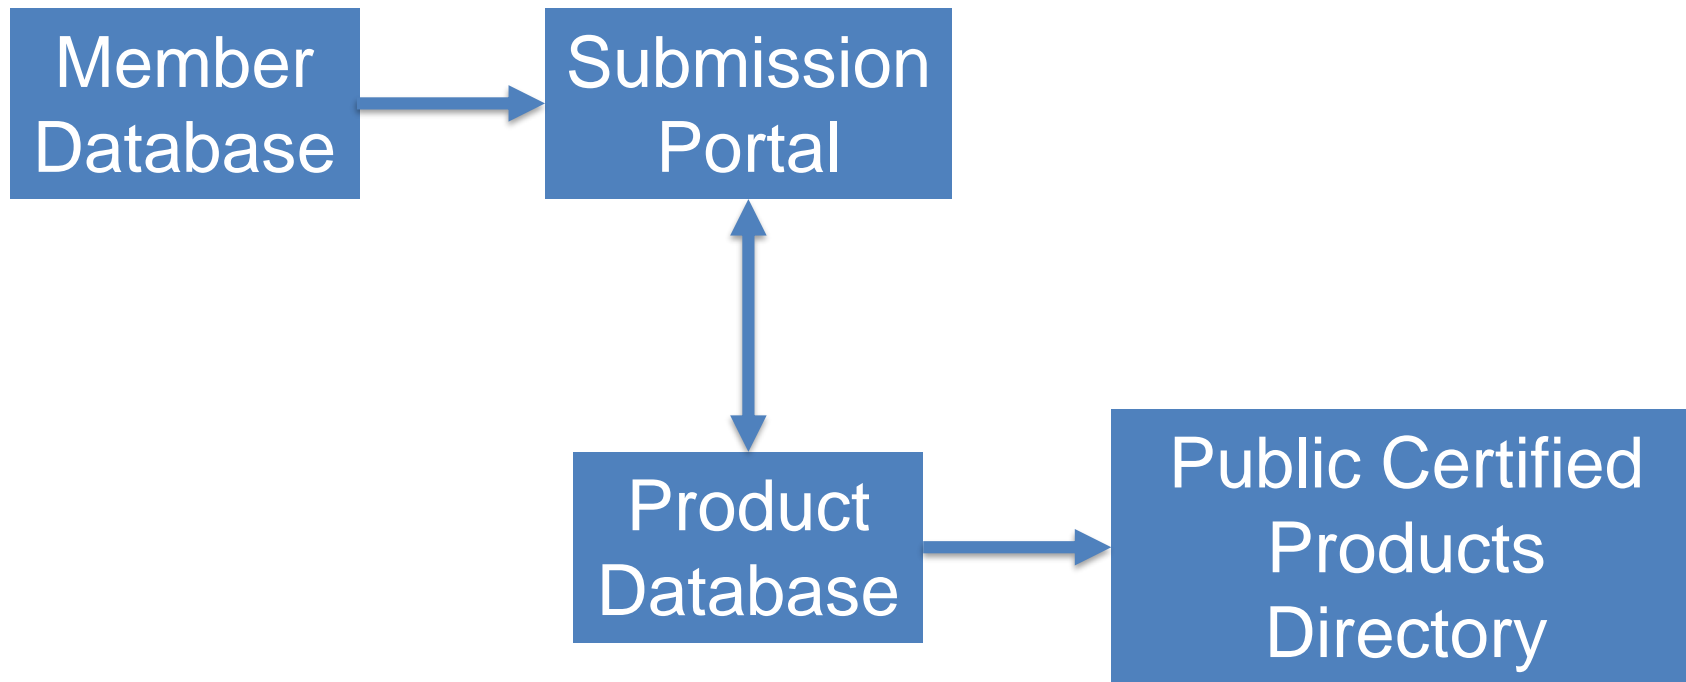 Member
Database
Submission
Portal
Product
Database
Public Certified
Products
Directory